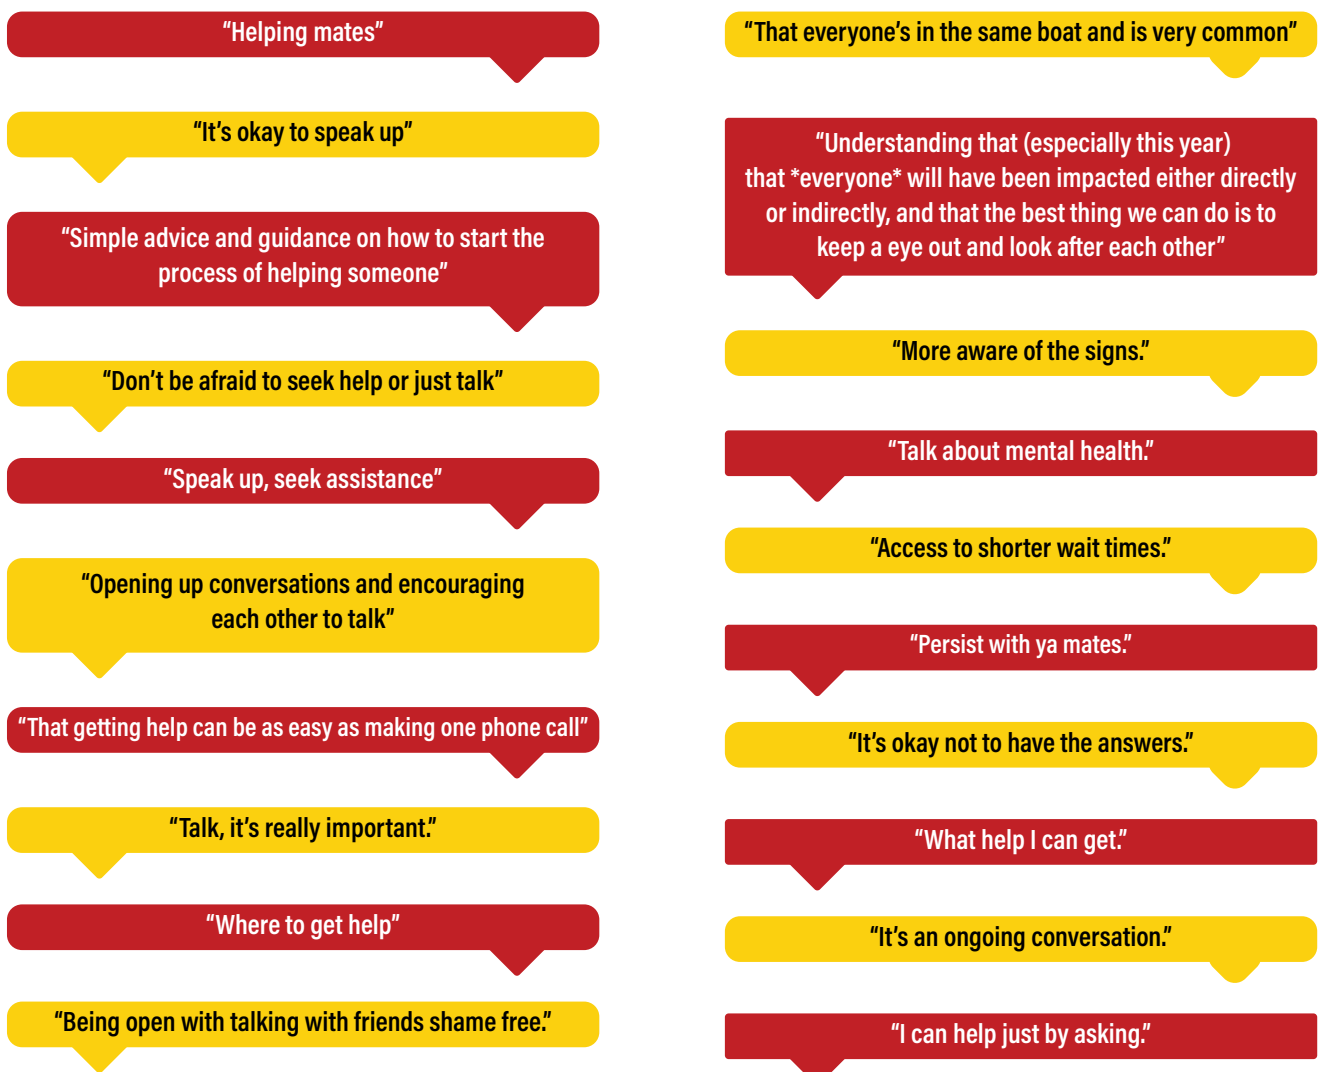 “Helping mates”
“It’s okay to speak up”
“Simple advice and guidance on how to start the
process of helping someone”
“Don’t be afraid to seek help or just talk”
“Speak up, seek assistance”
“Opening up conversations and encouraging
each other to talk”
“That getting help can be as easy as making one phone call”
“Talk, it’s really important.”
“Where to get help”
“Being open with talking with friends shame free.”
“That everyone’s in the same boat and is very common”
“Understanding that (especially this year)
that *everyone* will have been impacted either directly
or indirectly, and that the best thing we can do is to
keep a eye out and look after each other”
“More aware of the signs.”
“Talk about mental health.”
“Access to shorter wait times.”
“Persist with ya mates.”
“It’s okay not to have the answers.”
“What help I can get.”
“It’s an ongoing conversation.”
“I can help just by asking.”